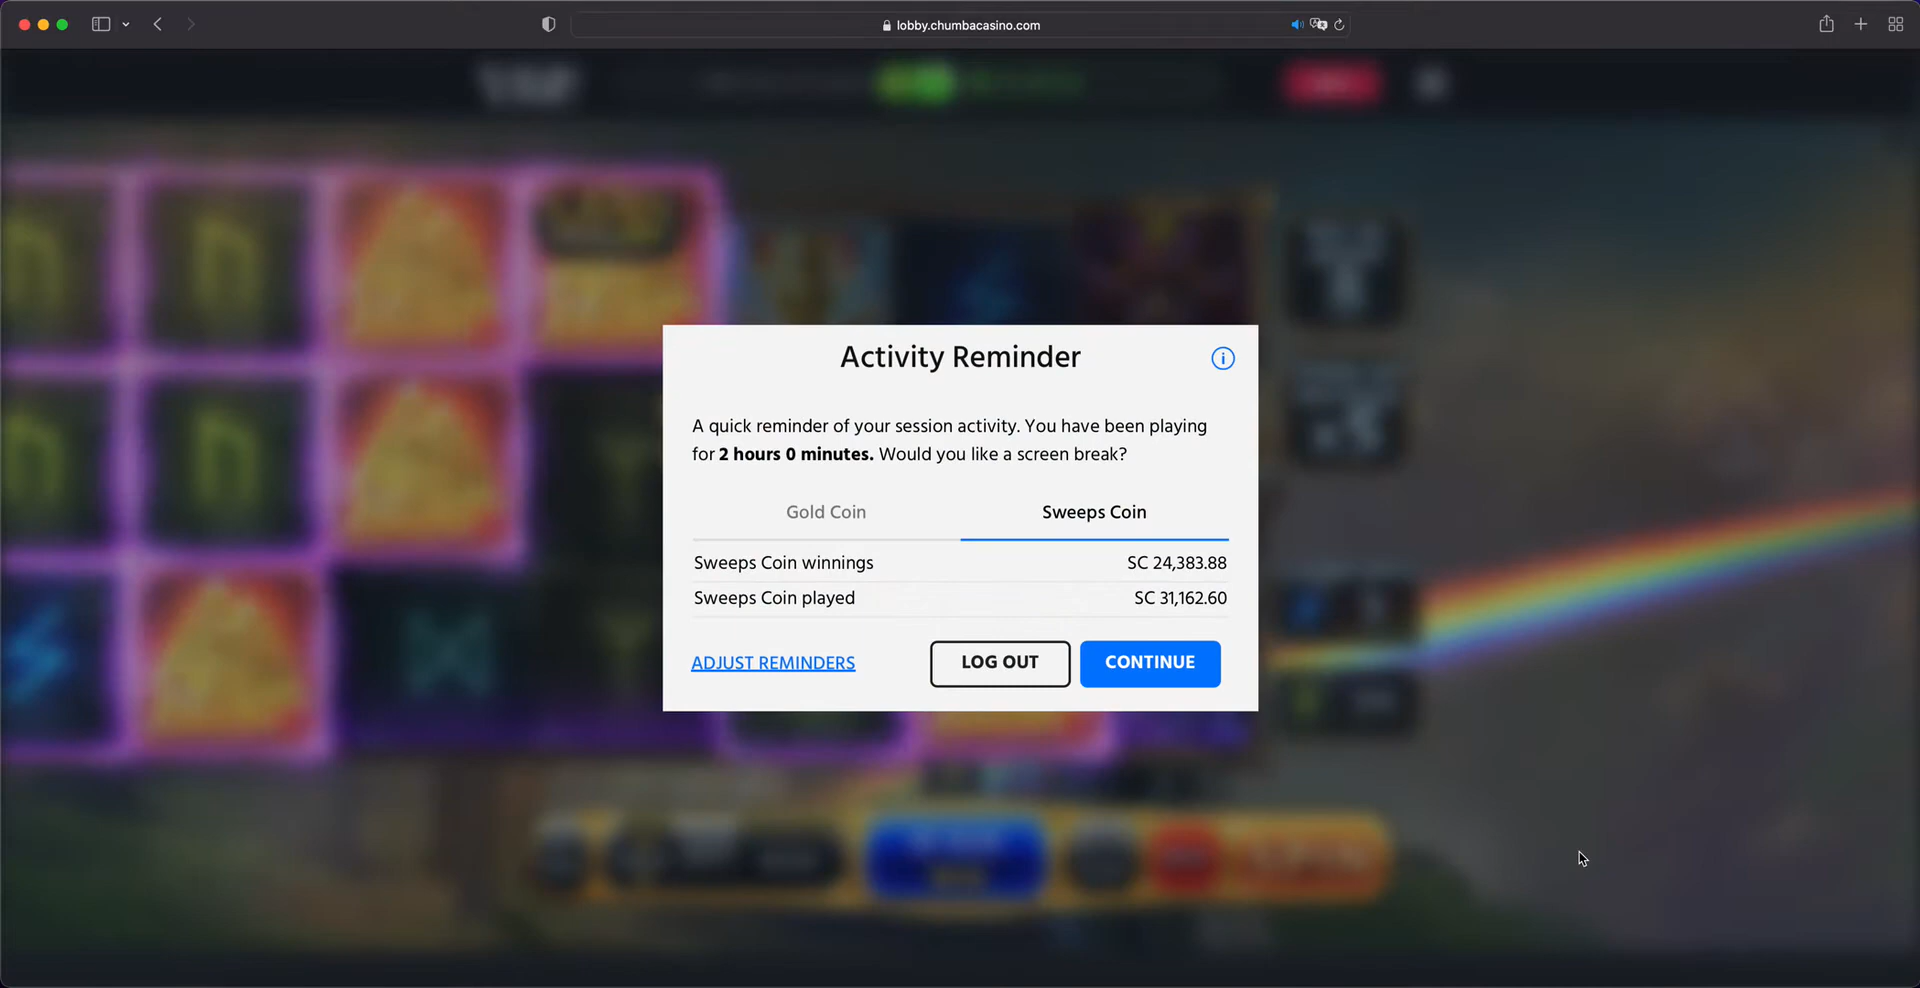 lobby.chumbacasino.com
Activity Reminder
A quick reminder of your session activity. You have been playing
for 2 hours 0 minutes. Would you like a screen break?
Gold Coin Sweeps Coin
Sweeps Coin winnings SC 24,383.88
Sweeps Coin played SC 31,162.60
ADJUST REMINDERS LOG OUT CONTINUE